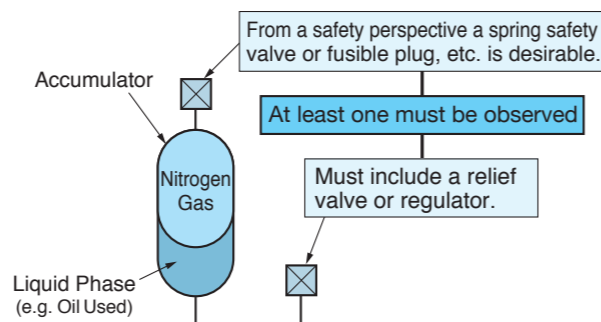 From a safety perspective a spring safety
valve or fusible plug, etc. is desirable.
Accumulator
At least one must be observed
Nitrogen
Gas
Must include a relief
valve or regulator.
Liquid Phase
(e.g. Oil Used)